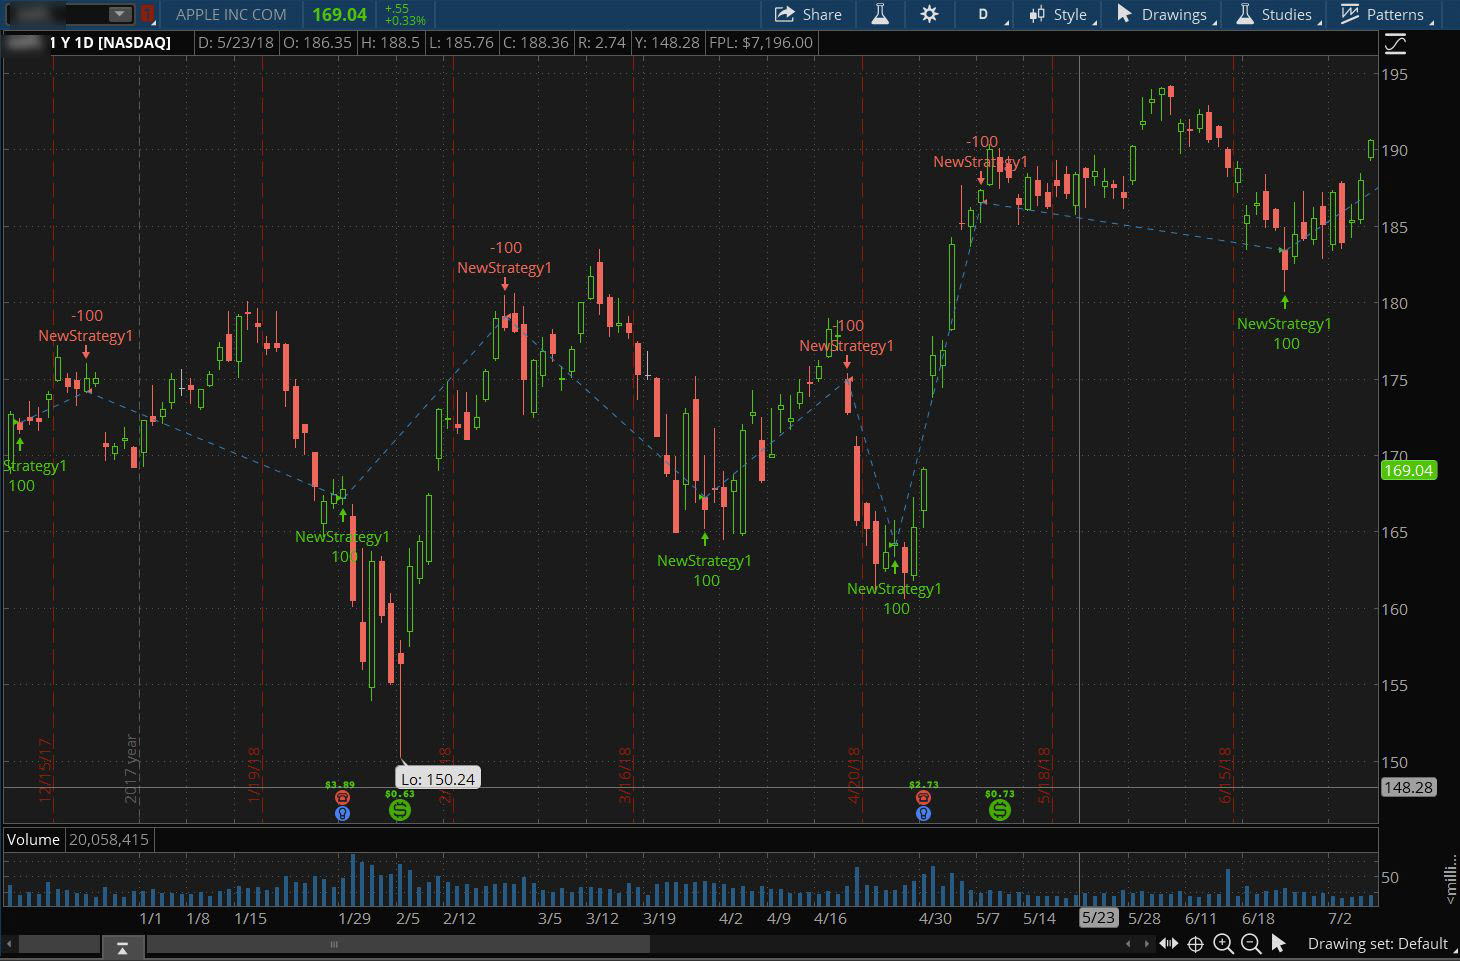 1 APPLE INC COM 169.04 +.55 +0.33% Share D Style Drawings Studies Patterns
1 Y 1D [NASDAQ] D: 5/23/18 O: 186.35 H: 188.5 L: 185.76 C: 188.36 R: 2.74 Y: 148.28 FPL: $7,196.00
195
-100
NewStrategy1
190
185
-100
NewStrategy1
180
-100
NewStrategy1
-100
NewStrategy1
NewStrategy1
100
175
170
169.04
Strategy1
100
NewStrategy1
100
165
NewStrategy1
100
NewStrategy1
100
160
155
150
Lo: 150.24
148.28
12/15/17
2017 year
1/19/18
3/16/18
4/20/18
5/18/18
6/15/18
$3.89
$0.63
$2.73
$0.73
Volume 20,058,415
50
<milli...
1/1 1/8 1/15 1/29 2/5 2/12 3/5 3/12 3/19 4/2 4/9 4/16 4/30 5/7 5/14 5/23 5/28 6/11 6/18 7/2
Drawing set: Default